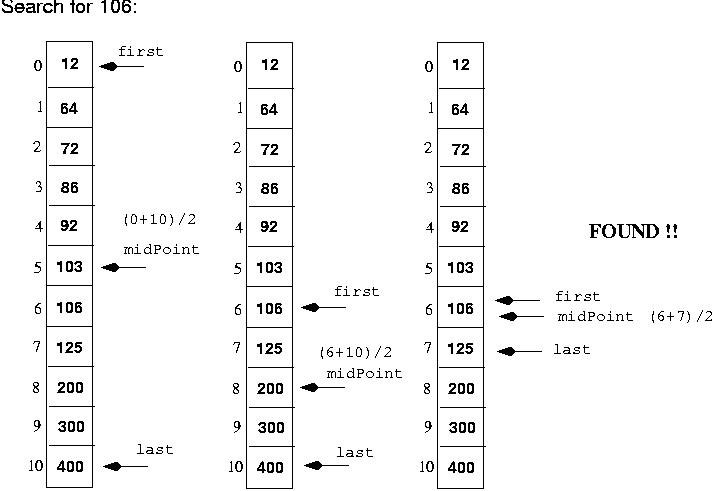 Search for 106:
first
0 12 0 12 0 12
1 64 1 64 1 64
2 72 2 72 2 72
3 86 3 86 3 86
(0+10)/2
4 92 4 92 4 92 FOUND !!
midPoint
5 103 5 103 5 103
first first
6 106 6 106 6 106 midPoint (6+7)/2
7 125 7 125 7 125 last
(6+10)/2
midPoint
8 200 8 200 8 200
9 300 9 300 9 300
last last
10 400 10 400 10 400